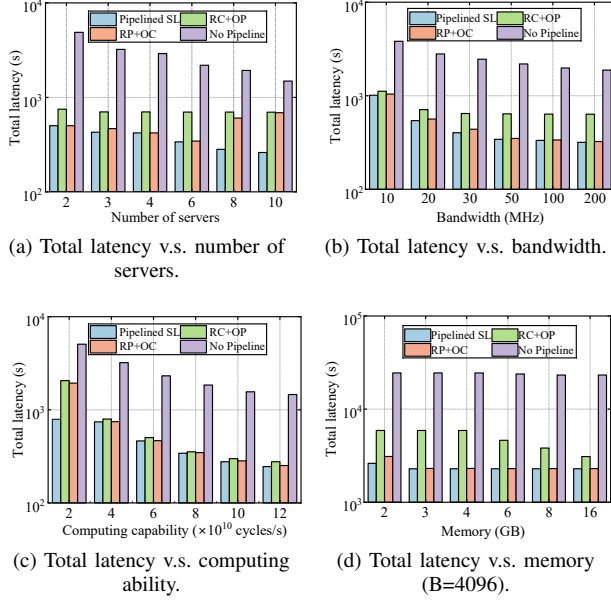 Pipelined SL RC+OP
RP+OC No Pipeline
Total latency (s)
10^4
10^3
10^2
2 3 4 6 8 10
Number of servers
(a) Total latency v.s. number of
servers.
Pipelined SL RC+OP
RP+OC No Pipeline
Total latency (s)
10^4
10^3
10^2
10 20 30 50 100 200
Bandwidth (MHz)
(b) Total latency v.s. bandwidth.
Pipelined SL RC+OP
RP+OC No Pipeline
Total latency (s)
10^4
10^3
10^2
2 4 6 8 10 12
Computing capability (×10^10 cycles/s)
(c) Total latency v.s. computing
ability.
Pipelined SL RC+OP
RP+OC No Pipeline
Total latency (s)
10^5
10^4
10^3
2 3 4 6 8 16
Memory (GB)
(d) Total latency v.s. memory
(B=4096).